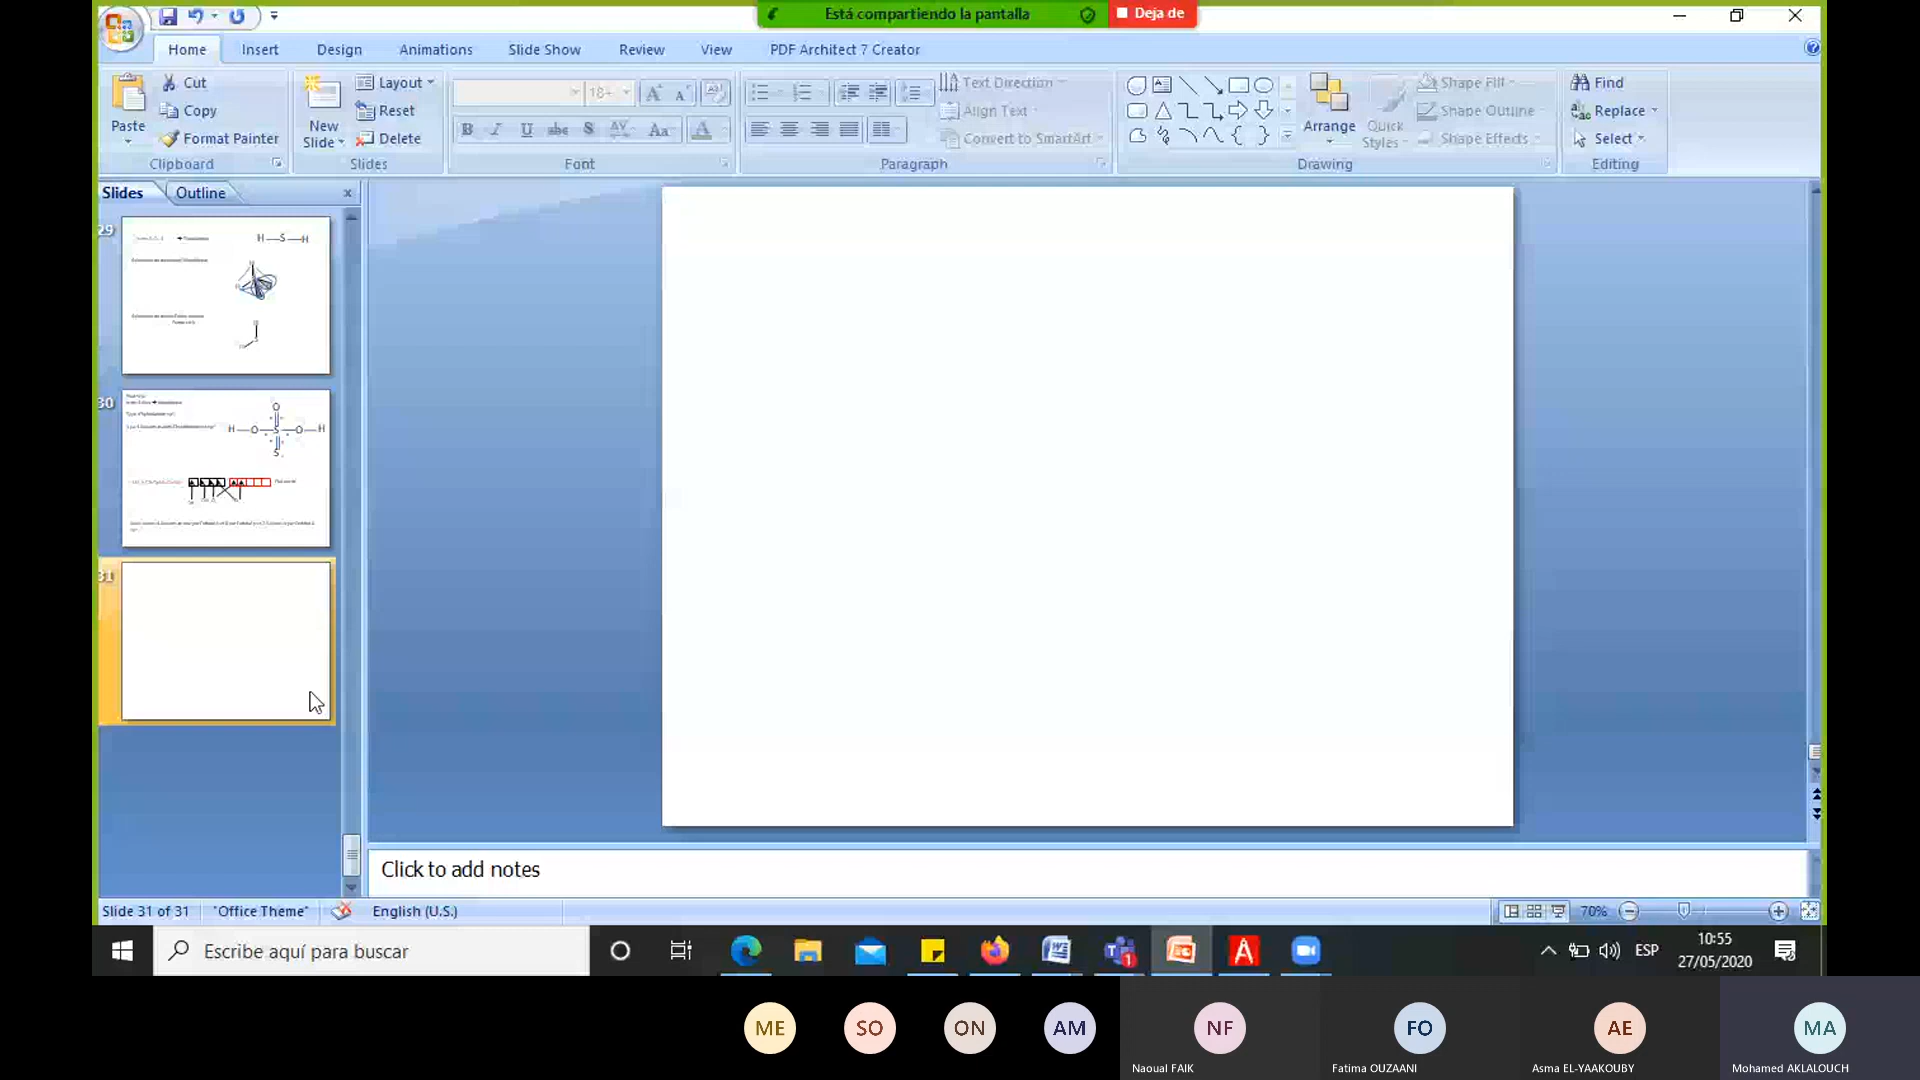 Está compartiendo la pantalla
Deja de
Home Insert Design Animations Slide Show Review View PDF Architect 7 Creator
Paste
Cut
Copy
Format Painter
Clipboard
New Slide
Layout
Reset
Delete
Slides
18+
B I U abc S AV Aa A
Font
Text Direction
Align Text
Convert to SmartArt
Paragraph
Arrange
Quick Styles
Shape Fill
Shape Outline
Shape Effects
Drawing
Find
Replace
Select
Editing
Slides Outline
29
H—S—H
30
O
H—O—S—O—H
S
31
Click to add notes
Slide 31 of 31 "Office Theme" English (U.S.) 70%
Escribe aquí para buscar
1
ESP
10:55
27/05/2020
ME SO ON AM NF FO AE MA
Naoual FAIK Fatima OUZAANI Asma EL-YAAKOUBY Mohamed AKLALOUCH